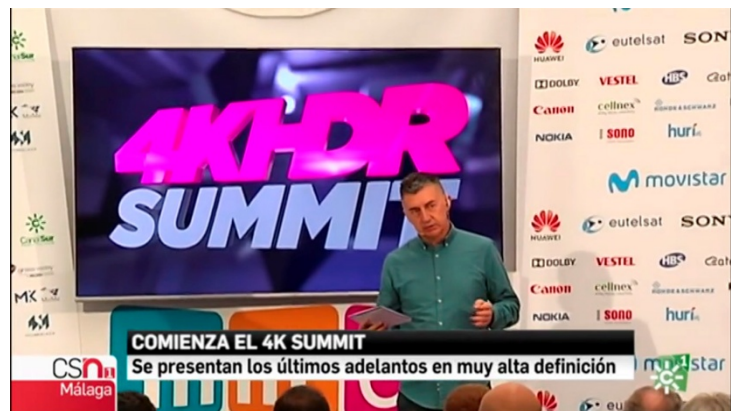 4KHDR
SUMMIT
HUAWEI
eutelsat
SONY
DOLBY
VESTEL
HBS
Canon
cellnex
ROHDE & SCHWARZ
NOKIA
sono
hurí
movistar
CanalSur
HUAWEI
eutelsat
DOLBY
VESTEL
HBS
Canon
cellnex
ROHDE & SCHWARZ
NOKIA
sono
hurí
COMIENZA EL 4K SUMMIT
Se presentan los últimos adelantos en muy alta definición
CSN
Málaga